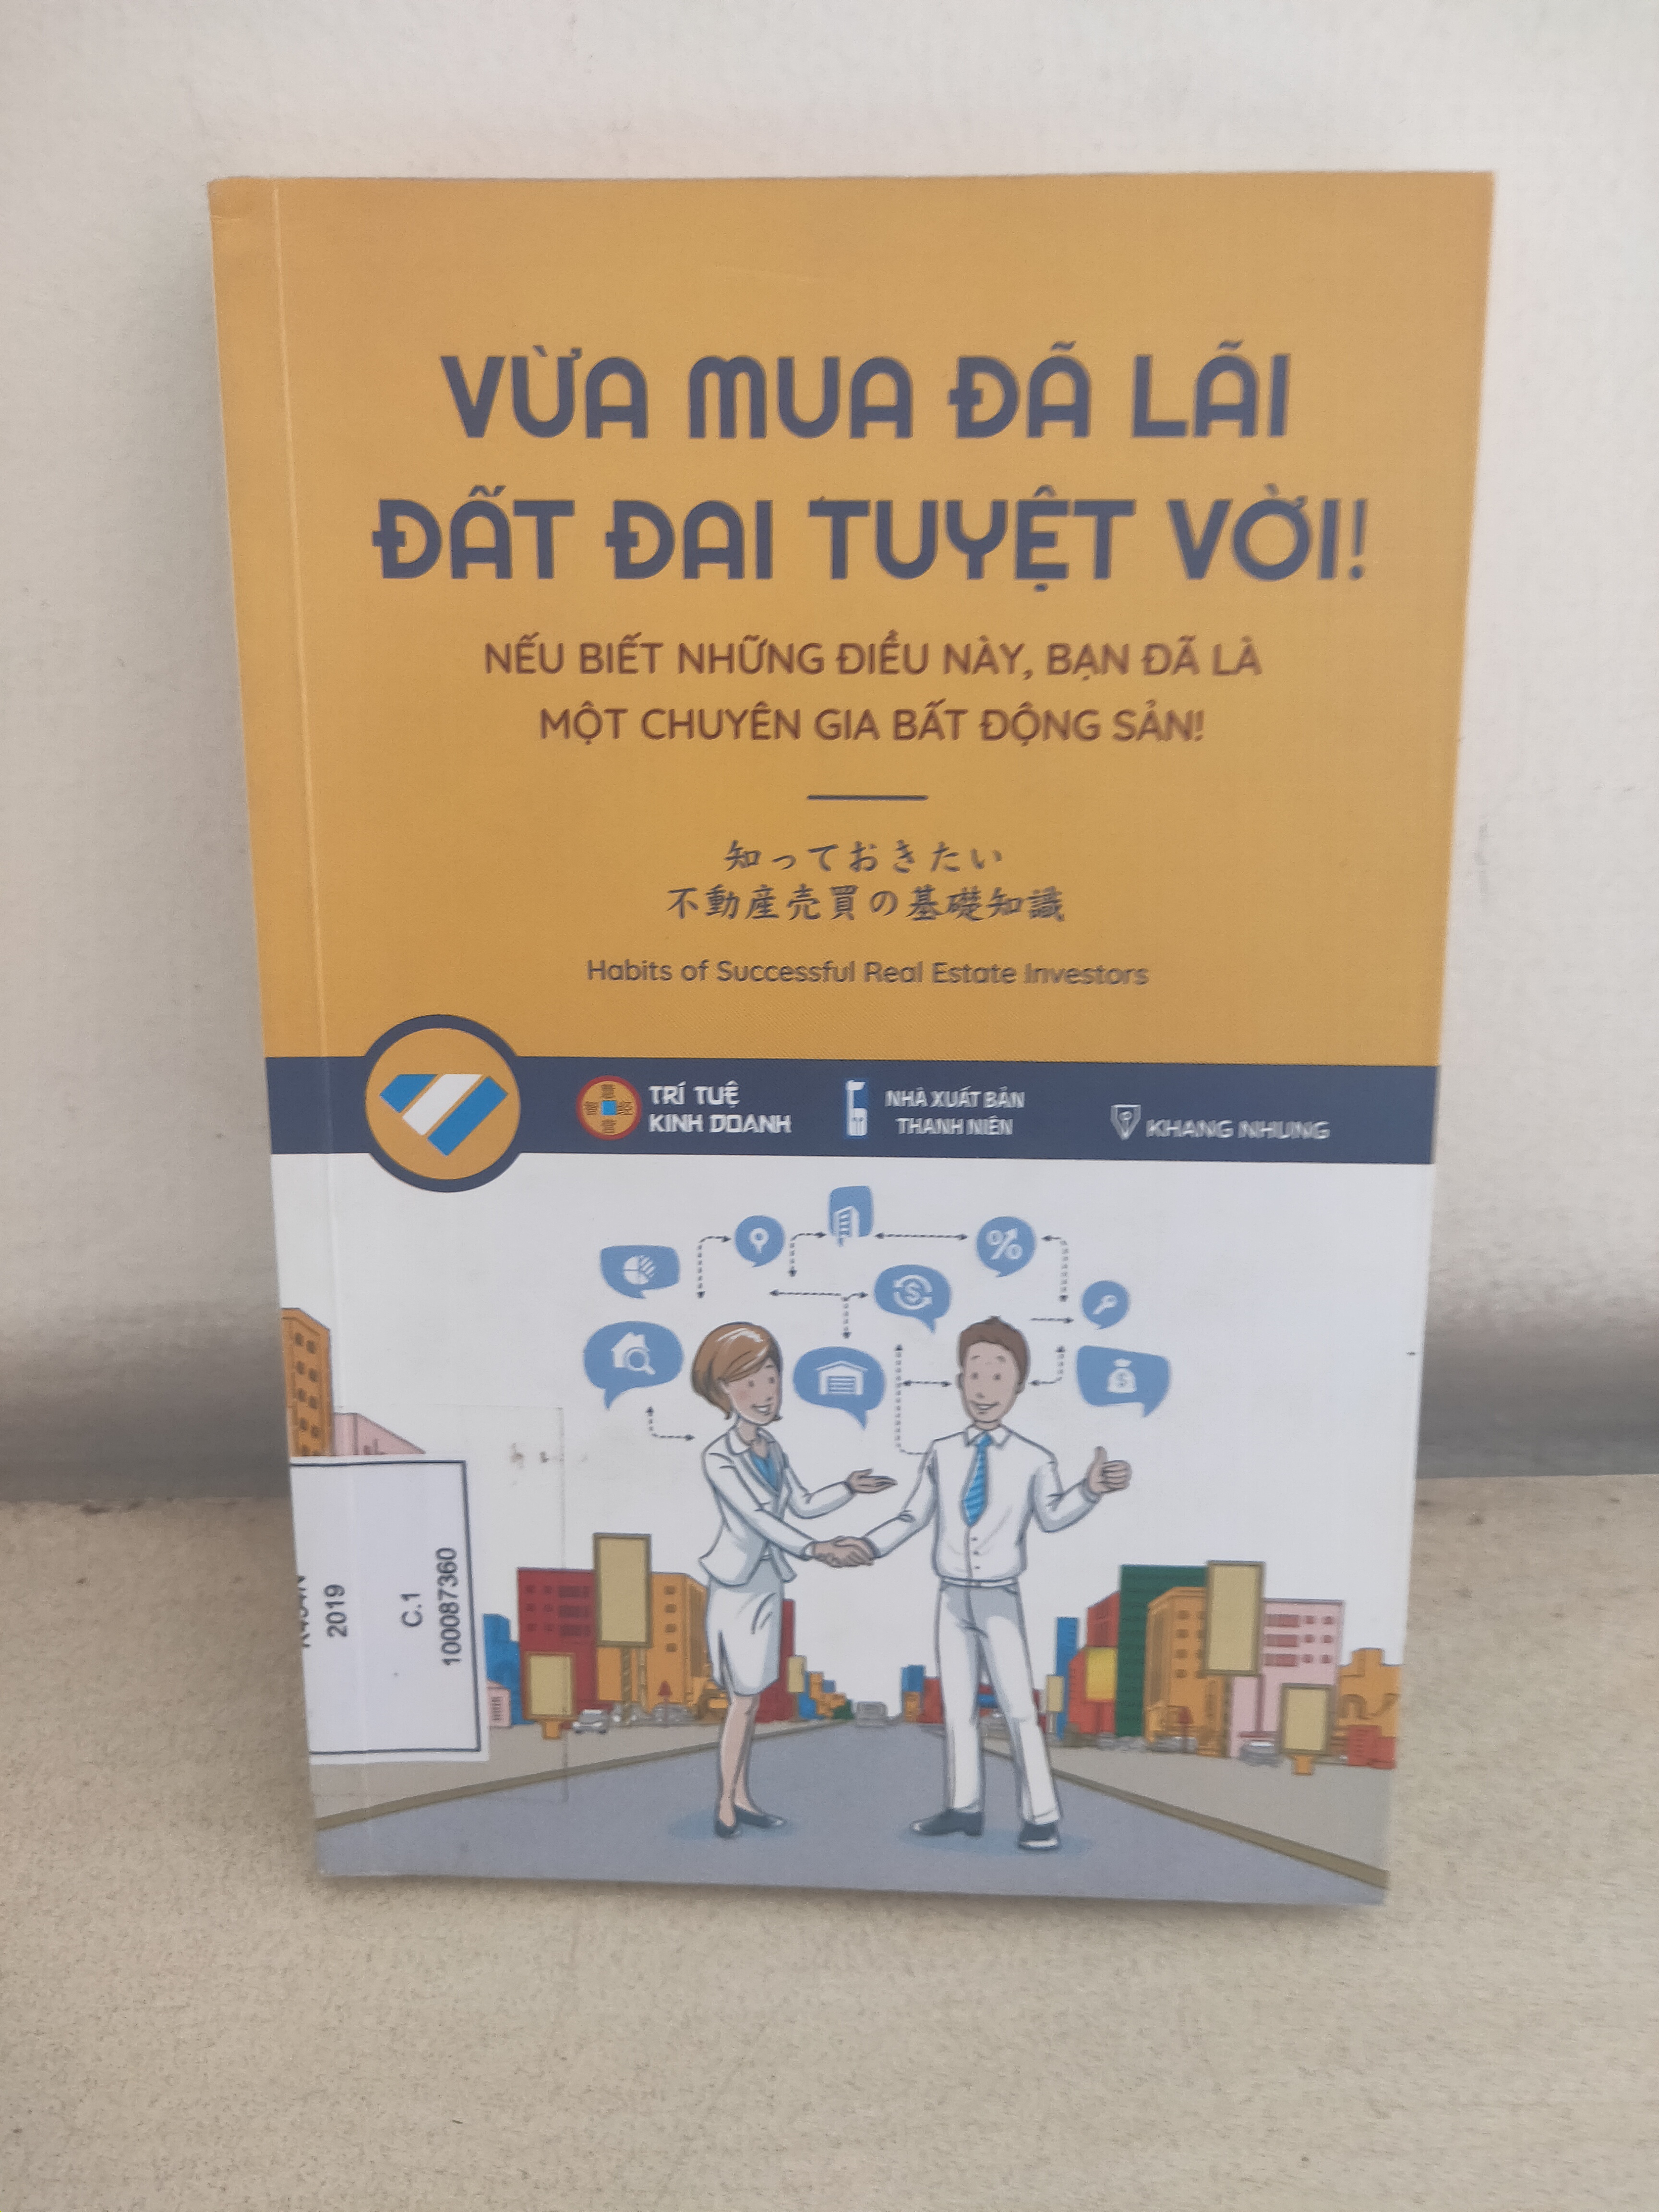 VỪA MUA ĐÃ LÃI
ĐẤT ĐAI TUYỆT VỜI!
NẾU BIẾT NHỮNG ĐIỀU NÀY, BẠN ĐÃ LÀ
MỘT CHUYÊN GIA BẤT ĐỘNG SẢN!
知っておきたい
不動産売買の基礎知識
Habits of Successful Real Estate Investors
TRÍ TUỆ
KINH DOANH
NHÀ XUẤT BẢN
THANH NIÊN
KHANG NHUNG
2019
C.1
100087360